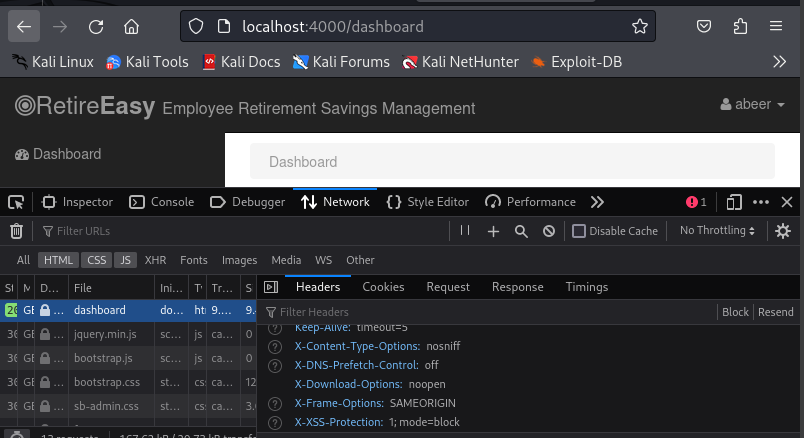 localhost:4000/dashboard
Kali Linux Kali Tools Kali Docs Kali Forums Kali NetHunter Exploit-DB
RetireEasy Employee Retirement Savings Management abeer
Dashboard
Dashboard
Inspector Console Debugger Network Style Editor Performance 1
Filter URLs Disable Cache No Throttling
All HTML CSS JS XHR Fonts Images Media WS Other
Headers Cookies Request Response Timings
D… File Ini… Tr… S
Filter Headers Block Resend
20 GE … dashboard do… 9.…
30 GE … jquery.min.js sc… js ca… 0
30 GE … bootstrap.js sc… js ca… 0
30 GE … bootstrap.css st… ca… 12
30 GE … sb-admin.css st… ca… 3.
Keep-Alive: timeout=5
X-Content-Type-Options: nosniff
X-DNS-Prefetch-Control: off
X-Download-Options: noopen
X-Frame-Options: SAMEORIGIN
X-XSS-Protection: 1; mode=block